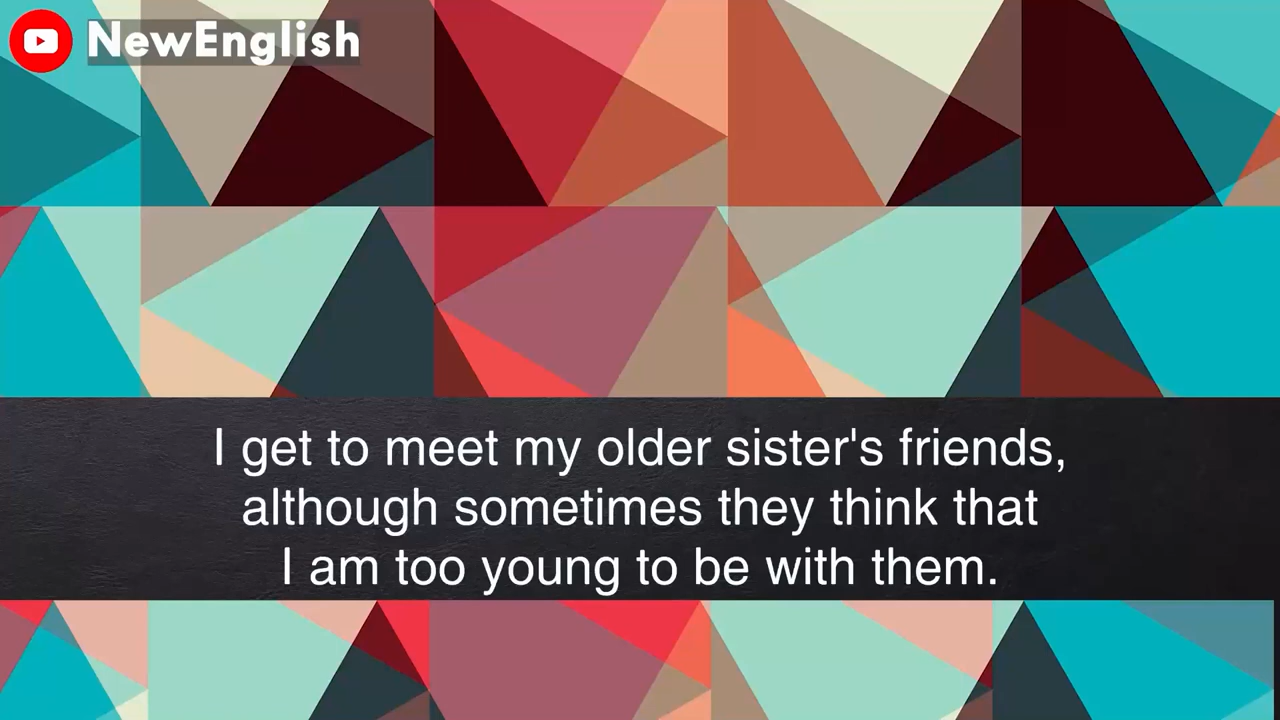 NewEnglish
I get to meet my older sister's friends,
although sometimes they think that
I am too young to be with them.